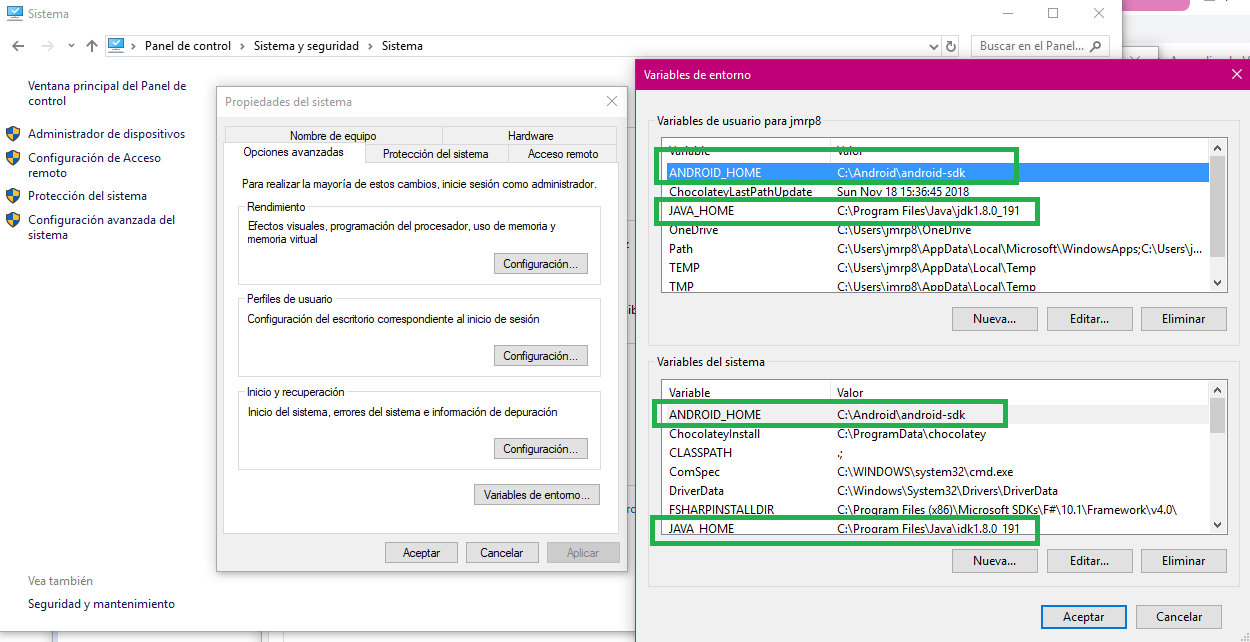 Sistema
Panel de control > Sistema y seguridad > Sistema
Buscar en el Panel...
Ventana principal del Panel de
control
Administrador de dispositivos
Configuración de Acceso
remoto
Protección del sistema
Configuración avanzada del
sistema
Vea también
Seguridad y mantenimiento
Propiedades del sistema
Nombre de equipo
Hardware
Opciones avanzadas
Protección del sistema
Acceso remoto
Para realizar la mayoría de estos cambios, inicie sesión como administrador.
Rendimiento
Efectos visuales, programación del procesador, uso de memoria y
memoria virtual
Configuración...
Perfiles de usuario
Configuración del escritorio correspondiente al inicio de sesión
Configuración...
Inicio y recuperación
Inicio del sistema, errores del sistema e información de depuración
Configuración...
Variables de entorno...
Aceptar
Cancelar
Aplicar
Variables de entorno
Variables de usuario para jmrp8
Variable Valor
ANDROID_HOME C:\Android\android-sdk
ChocolateyLastPathUpdate Sun Nov 18 15:36:45 2018
JAVA_HOME C:\Program Files\Java\jdk1.8.0_191
OneDrive C:\Users\jmrp8\OneDrive
Path C:\Users\jmrp8\AppData\Local\Microsoft\WindowsApps;C:\Users\j...
TEMP C:\Users\jmrp8\AppData\Local\Temp
TMP C:\Users\jmrp8\AppData\Local\Temp
Nueva...
Editar...
Eliminar
Variables del sistema
Variable Valor
ANDROID_HOME C:\Android\android-sdk
ChocolateyInstall C:\ProgramData\chocolatey
CLASSPATH .;
ComSpec C:\WINDOWS\system32\cmd.exe
DriverData C:\Windows\System32\Drivers\DriverData
FSHARPINSTALLDIR C:\Program Files (x86)\Microsoft SDKs\F#\10.1\Framework\v4.0\
JAVA_HOME C:\Program Files\Java\jdk1.8.0_191
Nueva...
Editar...
Eliminar
Aceptar
Cancelar